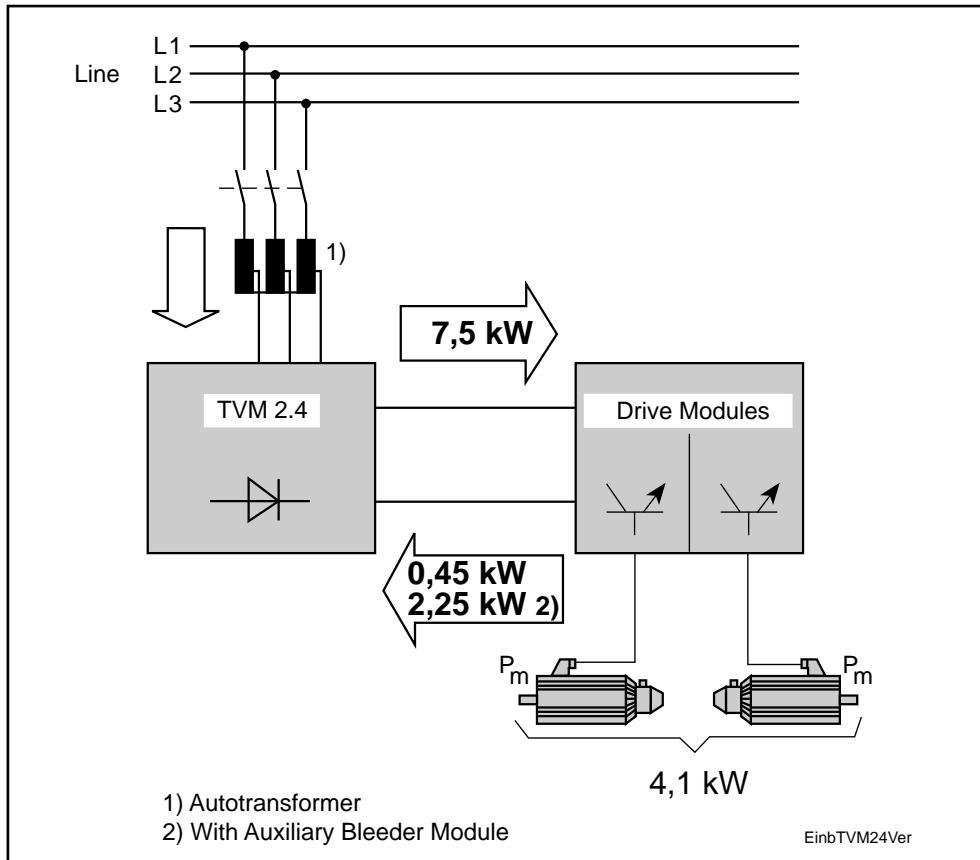 L1
Line L2
L3
1)
7,5 kW
TVM 2.4
Drive Modules
0,45 kW
2,25 kW 2)
Pm Pm
4,1 kW
1) Autotransformer
2) With Auxiliary Bleeder Module
EinbTVM24Ver